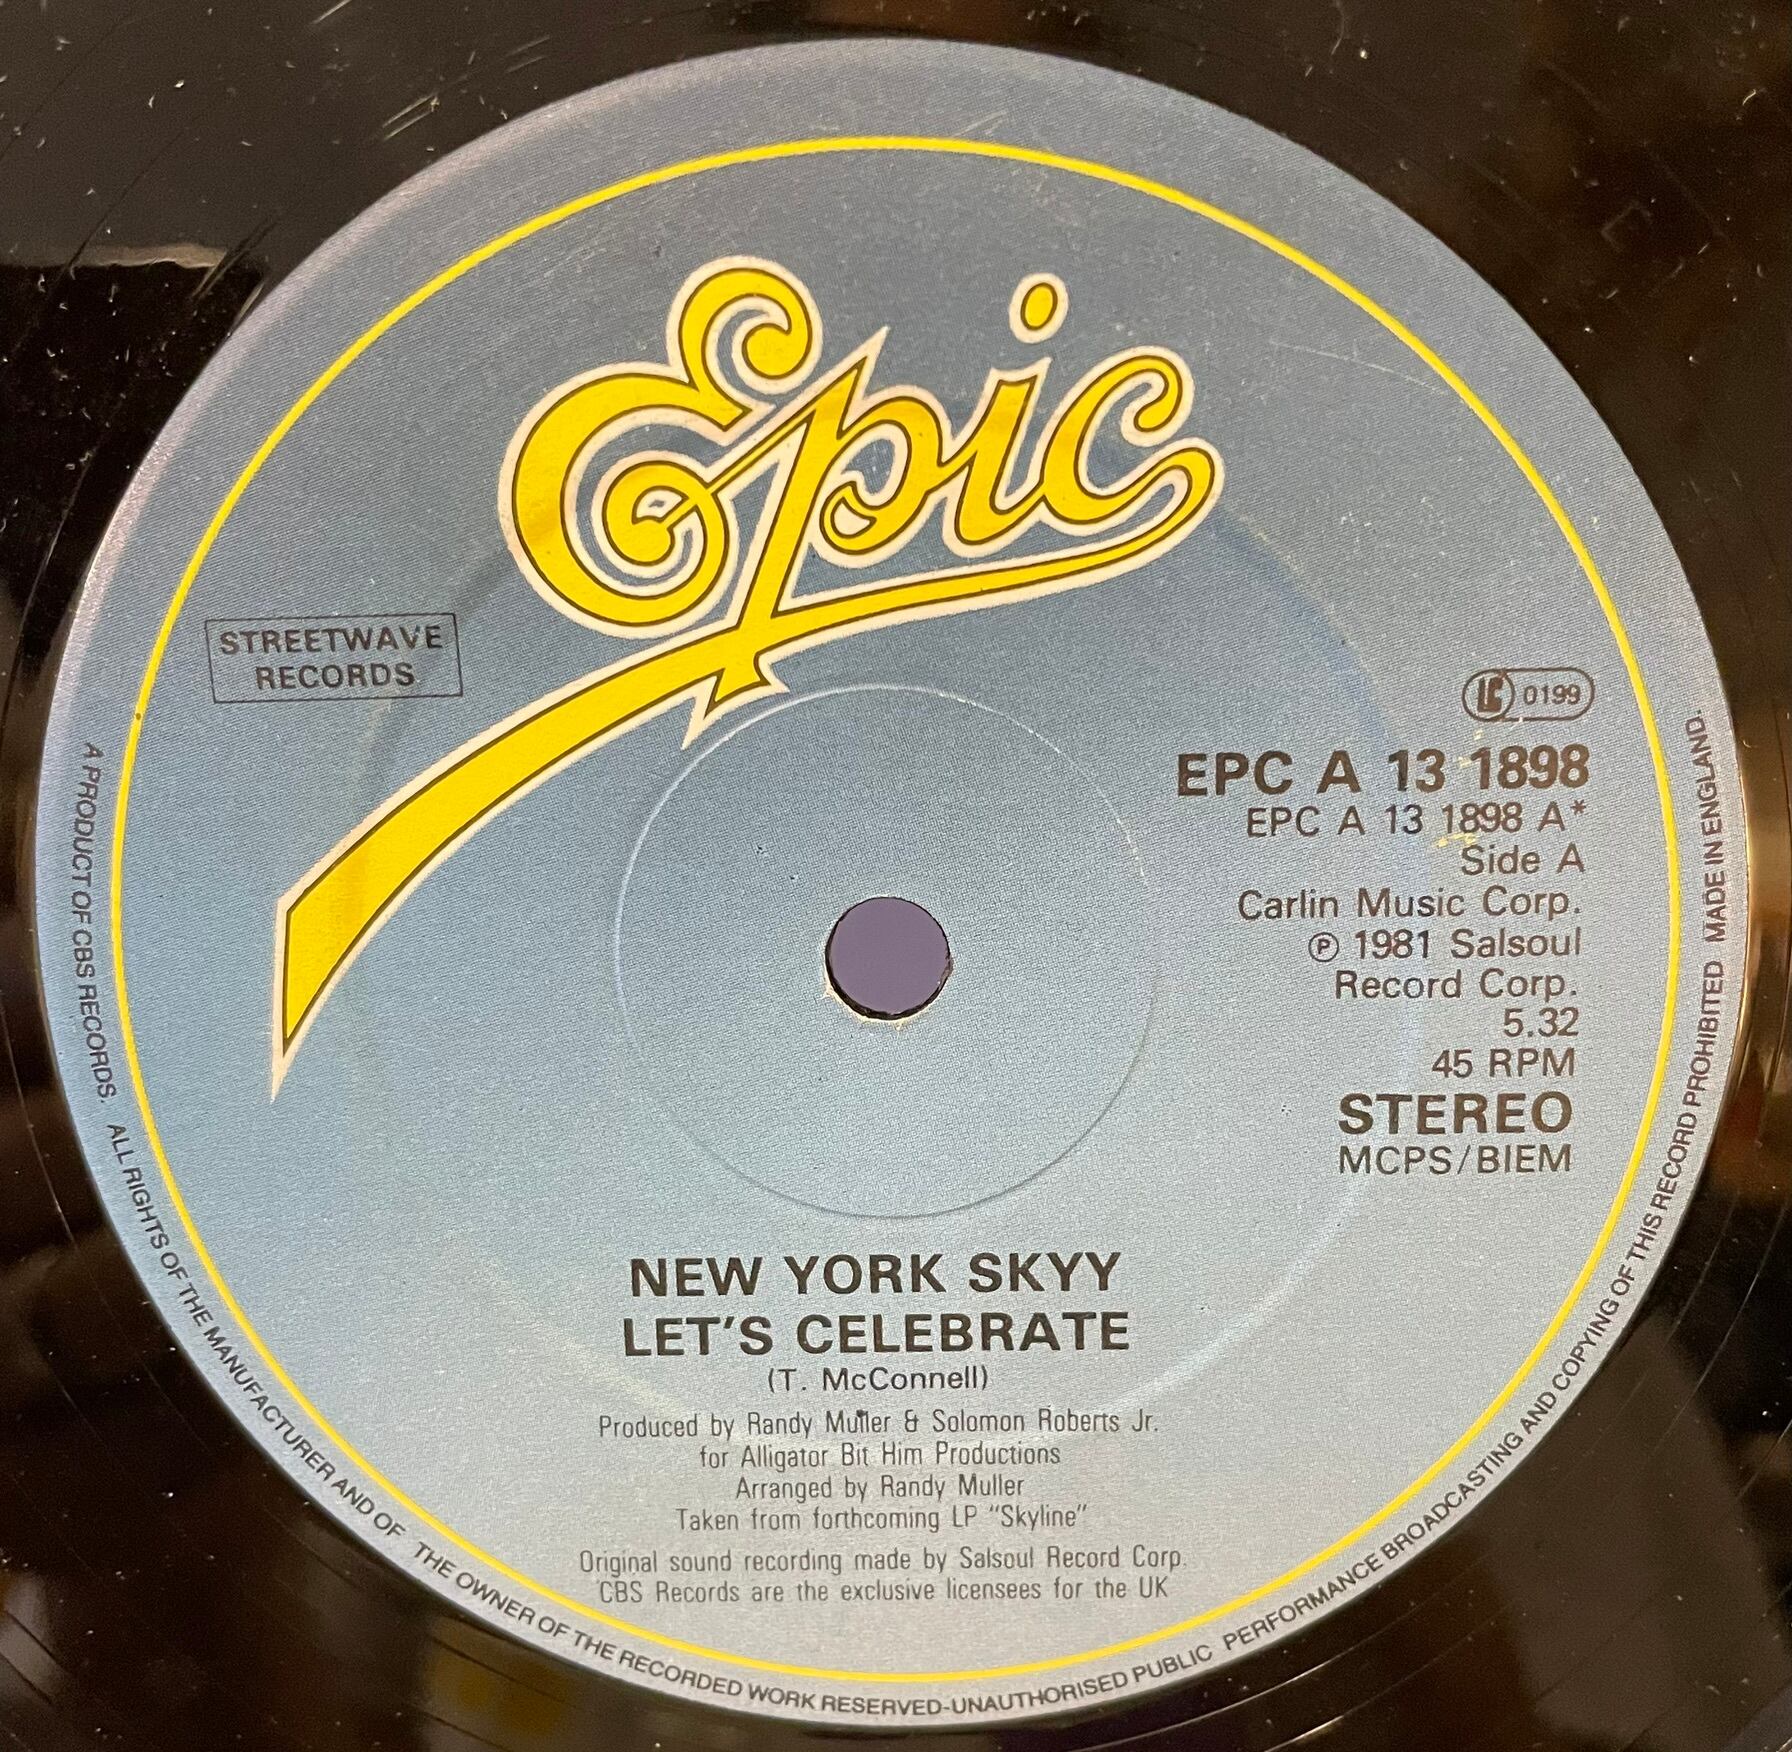 Epic
STREETWAVE
RECORDS
LC 0199
EPC A 13 1898
EPC A 13 1898 A*
Side A
Carlin Music Corp.
℗ 1981 Salsoul
Record Corp.
5.32
45 RPM
STEREO
MCPS/BIEM
NEW YORK SKYY
LET'S CELEBRATE
(T. McConnell)
Produced by Randy Muller & Solomon Roberts Jr.
for Alligator Bit Him Productions
Arranged by Randy Muller
Taken from forthcoming LP "Skyline"
Original sound recording made by Salsoul Record Corp.
CBS Records are the exclusive licensees for the UK
A PRODUCT OF CBS RECORDS. ALL RIGHTS OF THE MANUFACTURER AND OF THE OWNER OF THE RECORDED WORK RESERVED-UNAUTHORISED PUBLIC PERFORMANCE BROADCASTING AND COPYING OF THIS RECORD PROHIBITED MADE IN ENGLAND.